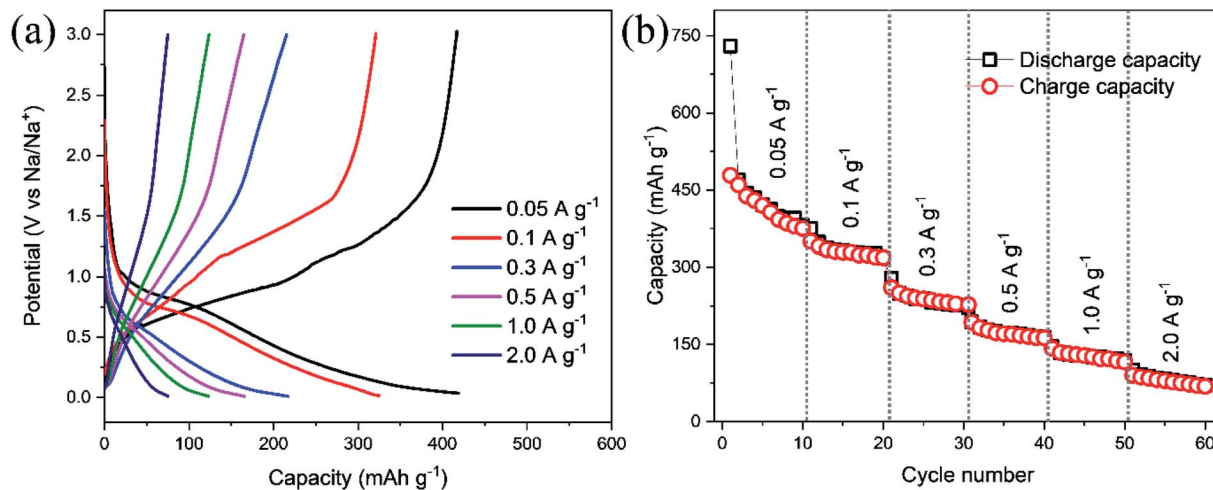 (a)
3.0
2.5
2.0
1.5
1.0
0.5
0.0
Potential (V vs Na/Na⁺)
0.05 A g⁻¹
0.1 A g⁻¹
0.3 A g⁻¹
0.5 A g⁻¹
1.0 A g⁻¹
2.0 A g⁻¹
0 100 200 300 400 500 600
Capacity (mAh g⁻¹)
(b)
750
600
450
300
150
0
Capacity (mAh g⁻¹)
Discharge capacity
Charge capacity
0.05 A g⁻¹
0.1 A g⁻¹
0.3 A g⁻¹
0.5 A g⁻¹
1.0 A g⁻¹
2.0 A g⁻¹
0 10 20 30 40 50 60
Cycle number